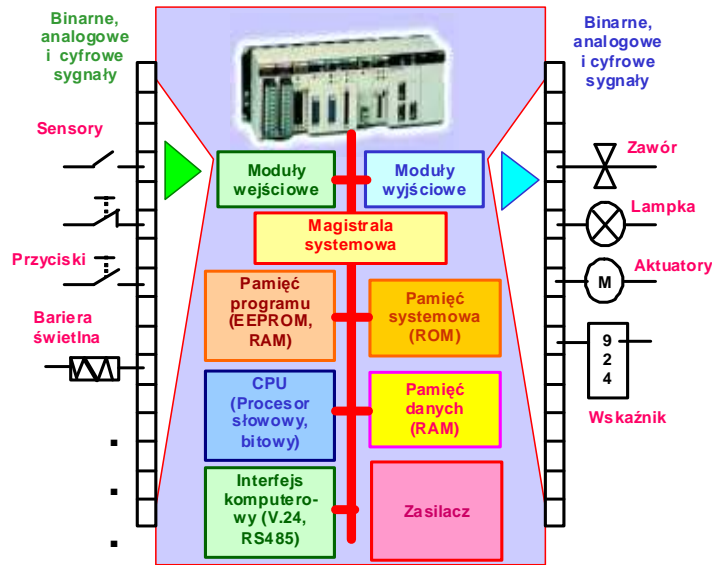 Binarne,
analogowe
i cyfrowe
sygnały
Binarne,
analogowe
i cyfrowe
sygnały
Sensory
Przyciski
Bariera
świetlna
Moduły
wejściowe
Moduły
wyjściowe
Magistrala
systemowa
Pamięć
programu
(EEPROM,
RAM)
Pamięć
systemowa
(ROM)
CPU
(Procesor
słowowy,
bitowy)
Pamięć
danych
(RAM)
Interfejs
komputero-
wy (V.24,
RS485)
Zasilacz
Zawór
Lampka
Aktuatory
M
9
2
4
Wskaźnik